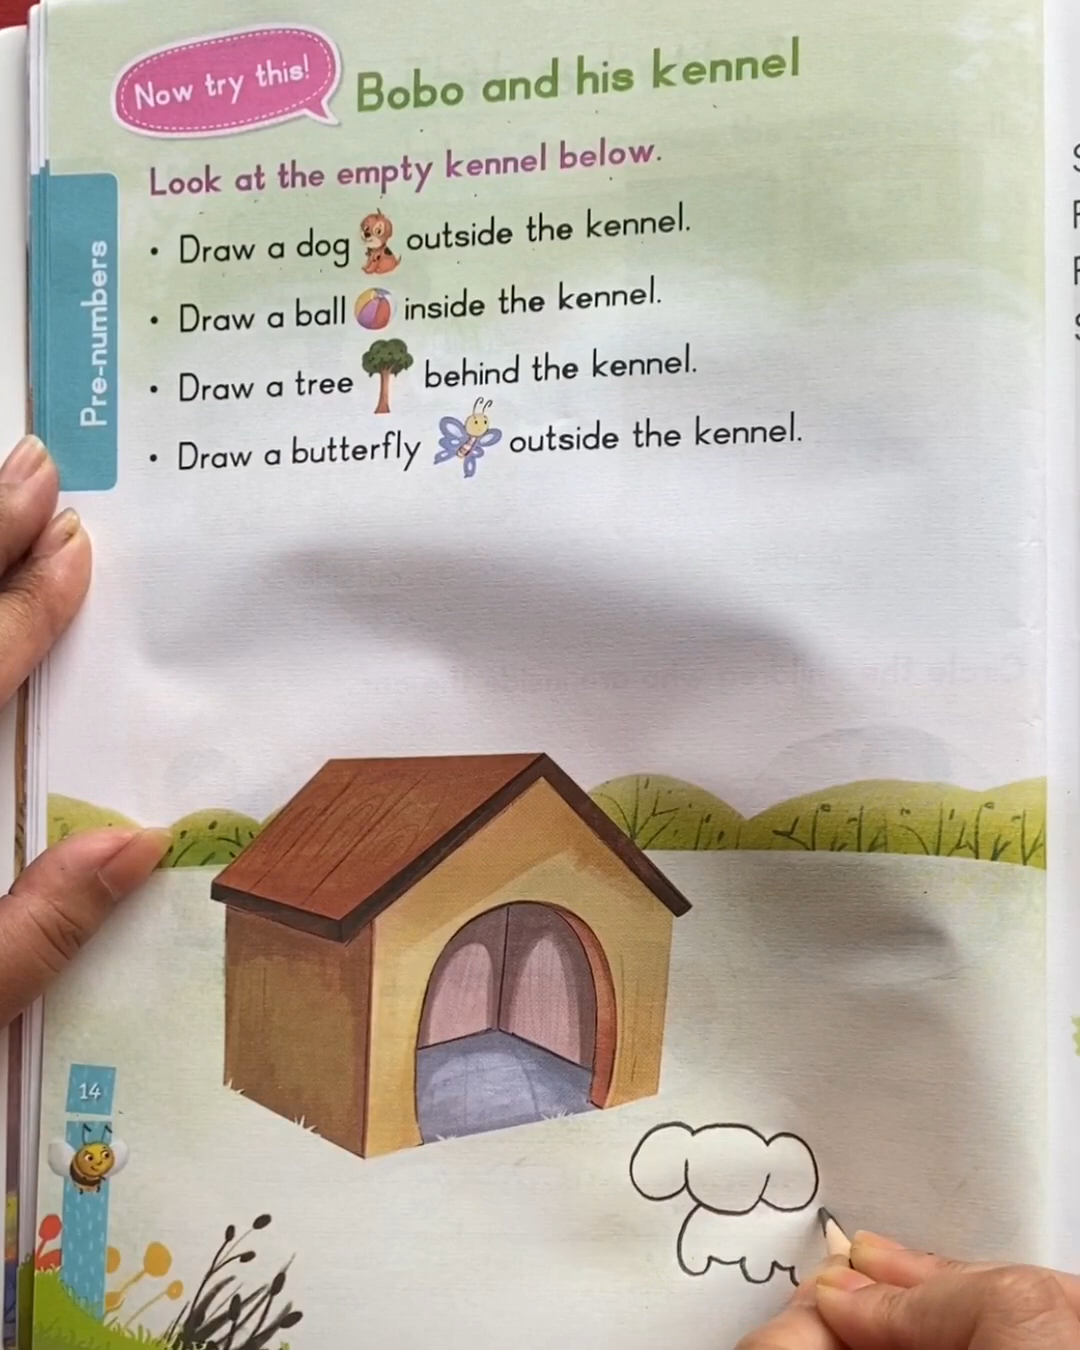 Now try this!
Bobo and his kennel
Look at the empty kennel below.
• Draw a dog outside the kennel.
• Draw a ball inside the kennel.
• Draw a tree behind the kennel.
• Draw a butterfly outside the kennel.
Pre-numbers
14